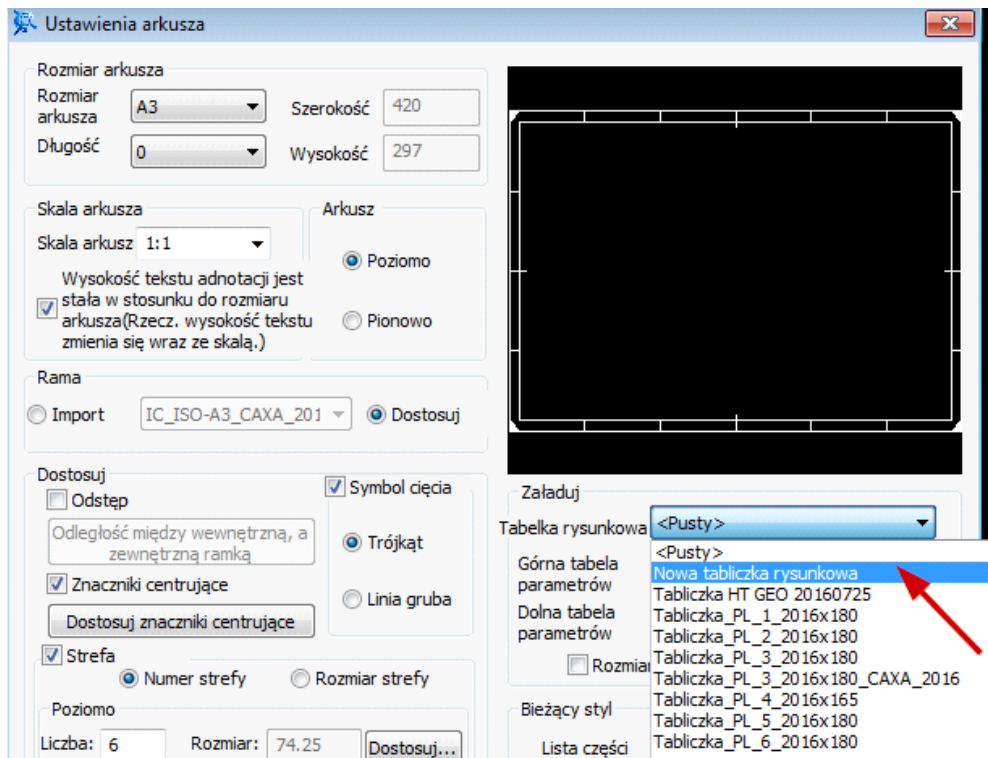 Ustawienia arkusza
Rozmiar arkusza
Rozmiar
arkusza
A3
Szerokość
420
Długość
0
Wysokość
297
Skala arkusza
Skala arkusz
1:1
Wysokość tekstu adnotacji jest
stała w stosunku do rozmiaru
arkusza(Rzecz. wysokość tekstu
zmienia się wraz ze skalą.)
Arkusz
Poziomo
Pionowo
Rama
Import
IC_ISO-A3_CAXA_201
Dostosuj
Dostosuj
Odstęp
Odległość między wewnętrzną, a
zewnętrzną ramką
Znaczniki centrujące
Dostosuj znaczniki centrujące
Symbol cięcia
Trójkąt
Linia gruba
Strefa
Numer strefy
Rozmiar strefy
Poziomo
Liczba:
6
Rozmiar:
74.25
Dostosuj...
Załaduj
Tabelka rysunkowa
<Pusty>
Górna tabela
parametrów
Dolna tabela
parametrów
Rozmia
<Pusty>
Nowa tabliczka rysunkowa
Tabliczka HT GEO 20160725
Tabliczka_PL_1_2016x180
Tabliczka_PL_2_2016x180
Tabliczka_PL_3_2016x180
Tabliczka_PL_3_2016x180_CAXA_2016
Tabliczka_PL_4_2016x165
Tabliczka_PL_5_2016x180
Tabliczka_PL_6_2016x180
Bieżący styl
Lista części